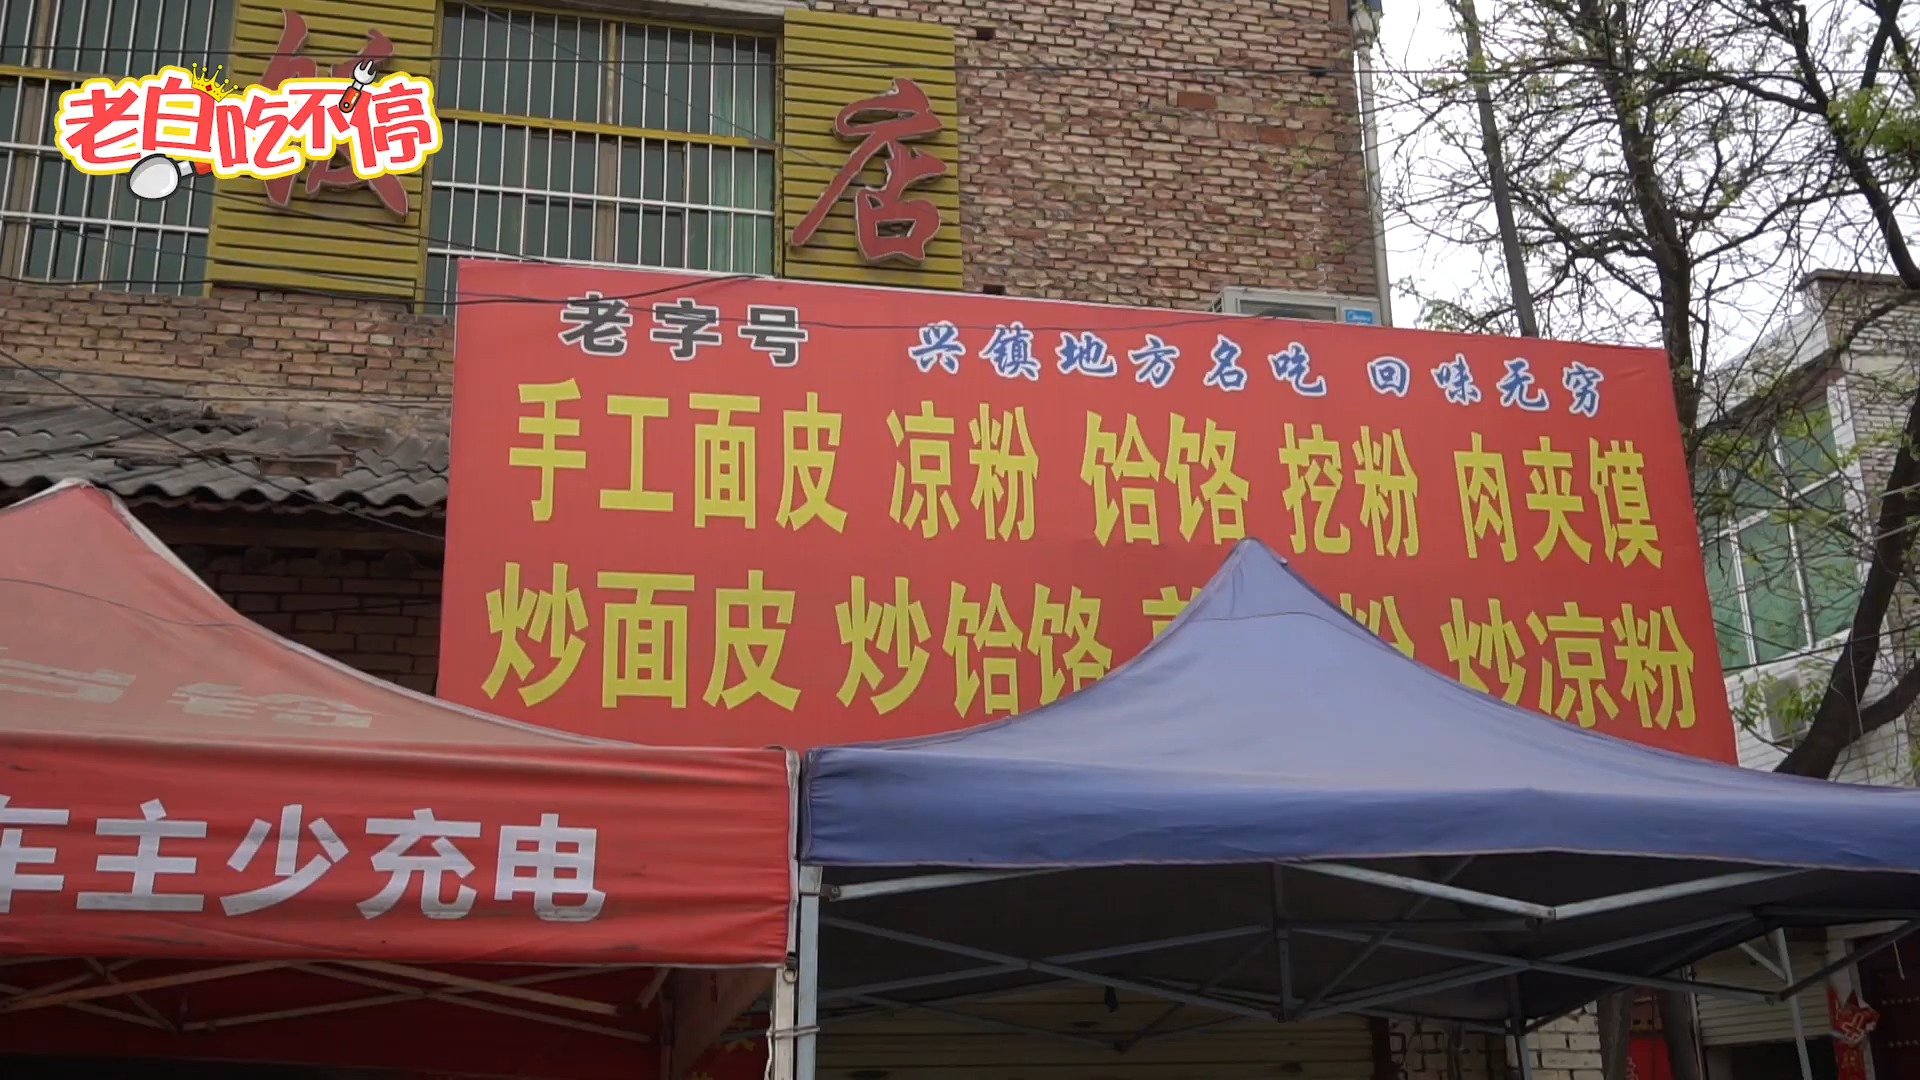 老白吃不停
饭店
老字号 兴镇地方名吃 回味无穷
手工面皮 凉粉 饸饹 挖粉 肉夹馍
炒面皮 炒饸饹 粉 炒凉粉
车主少充电